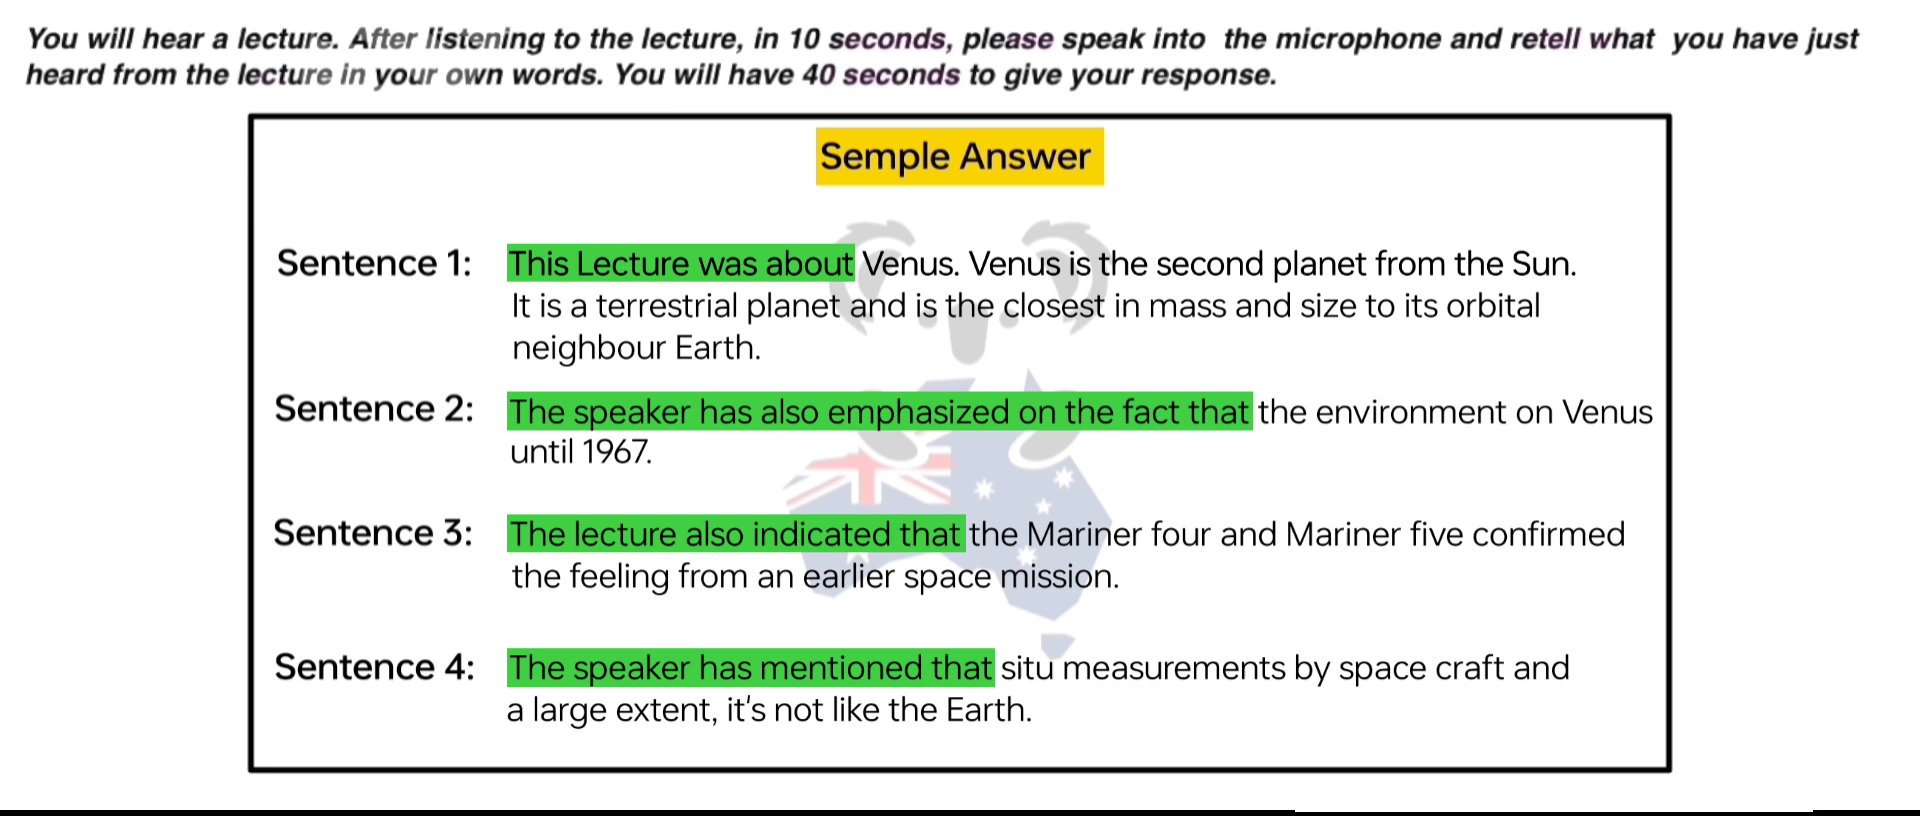 You will hear a lecture. After listening to the lecture, in 10 seconds, please speak into the microphone and retell what you have just
heard from the lecture in your own words. You will have 40 seconds to give your response.
Semple Answer
Sentence 1: This Lecture was about Venus. Venus is the second planet from the Sun.
It is a terrestrial planet and is the closest in mass and size to its orbital
neighbour Earth.
Sentence 2: The speaker has also emphasized on the fact that the environment on Venus
until 1967.
Sentence 3: The lecture also indicated that the Mariner four and Mariner five confirmed
the feeling from an earlier space mission.
Sentence 4: The speaker has mentioned that situ measurements by space craft and
a large extent, it's not like the Earth.